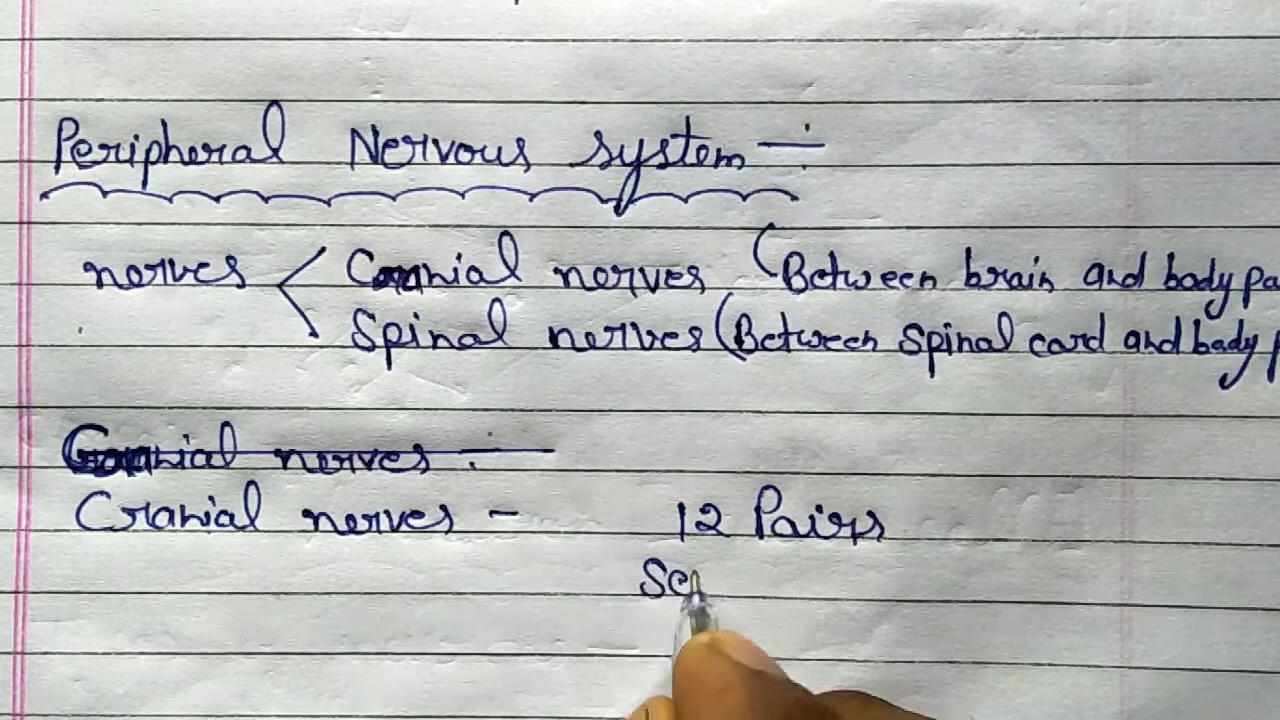 Peripheral Nervous system :-
nerves < Cranial nerves (Between brain and body pa
Spinal nerves (Between Spinal card and body p
Cranial nerves :-
Cranial nerves - 12 Pairs
Se